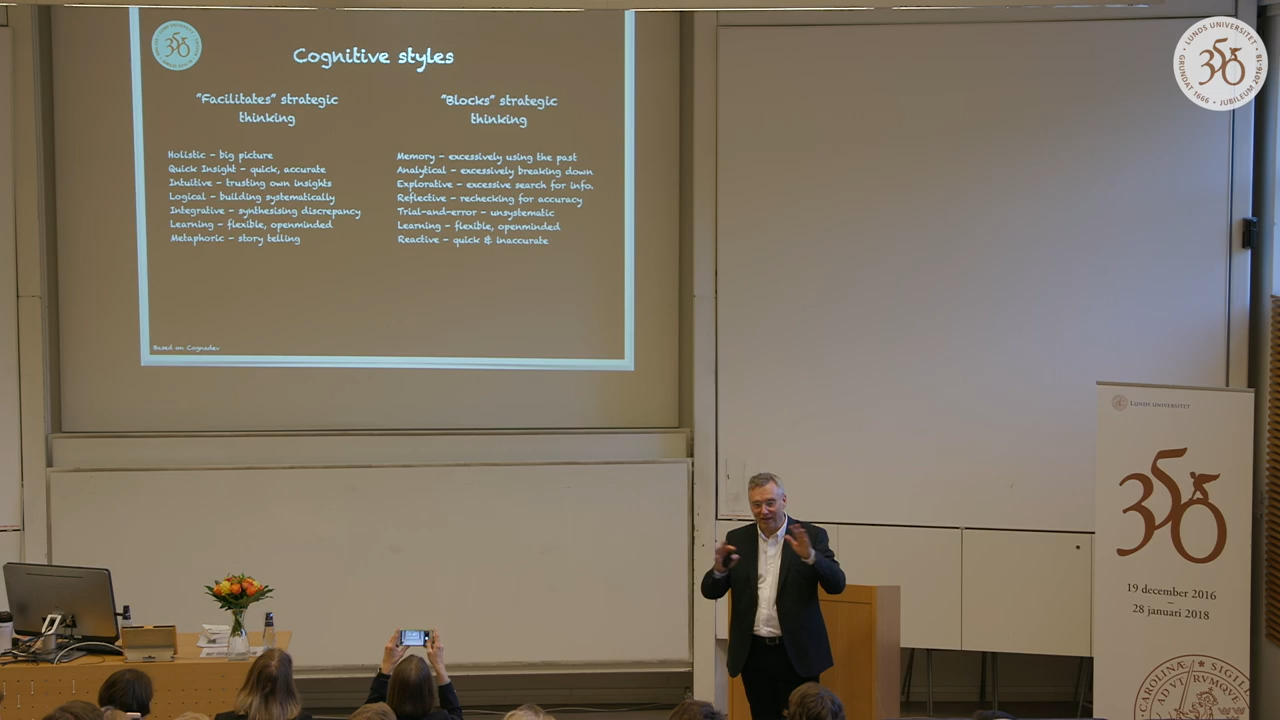 Cognitive styles
"Facilitates" strategic
thinking
Holistic - big picture
Quick Insight - quick, accurate
Intuitive - trusting own insights
Logical - building systematically
Integrative - synthesising discrepancy
Learning - flexible, openminded
Metaphoric - story telling
"Blocks" strategic
thinking
Memory - excessively using the past
Analytical - excessively breaking down
Explorative - excessive search for info.
Reflective - rechecking for accuracy
Trial-and-error - unsystematic
Learning - flexible, openminded
Reactive - quick & inaccurate
Based on Cognadev
LUNDS UNIVERSITET
350
GRUNDAT 1666 • JUBILEUM 2016-18
LUNDS UNIVERSITET
350
19 december 2016
–
28 januari 2018
CAROLINÆ SIGILL
AD VTRVMQVE